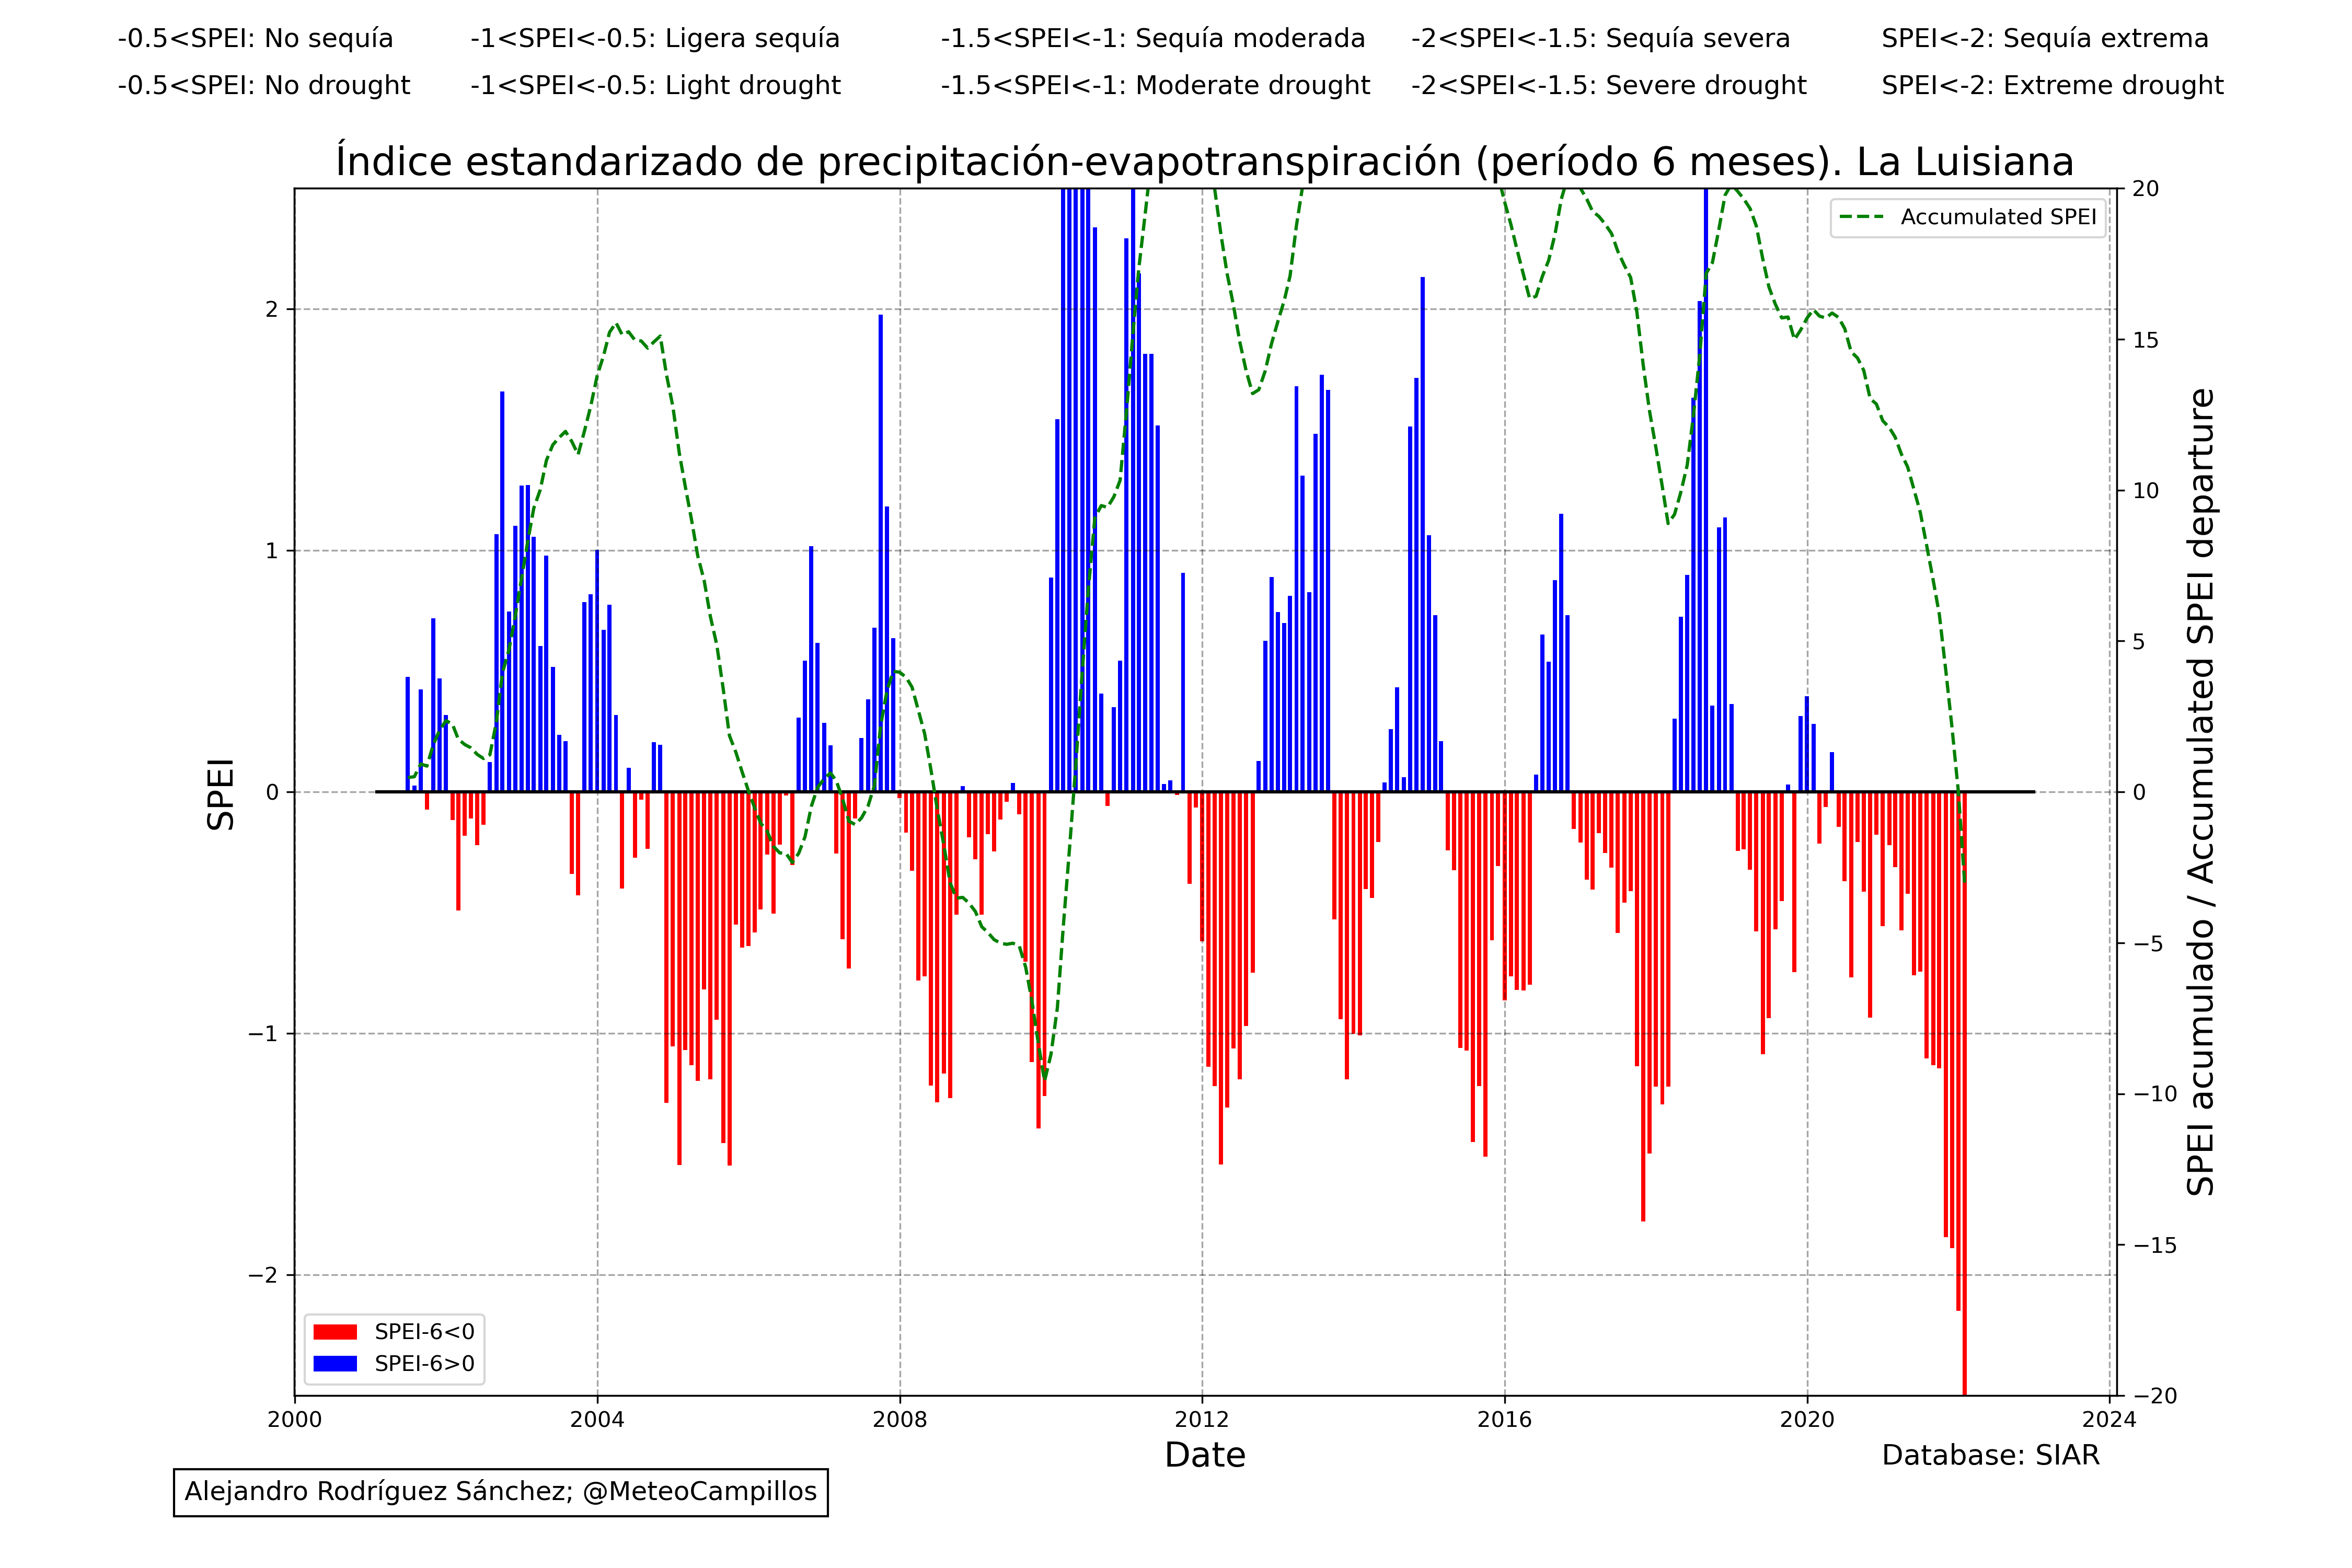 -0.5<SPEI: No sequía -1<SPEI<-0.5: Ligera sequía -1.5<SPEI<-1: Sequía moderada -2<SPEI<-1.5: Sequía severa SPEI<-2: Sequía extrema
-0.5<SPEI: No drought -1<SPEI<-0.5: Light drought -1.5<SPEI<-1: Moderate drought -2<SPEI<-1.5: Severe drought SPEI<-2: Extreme drought
Índice estandarizado de precipitación-evapotranspiración (período 6 meses). La Luisiana
Accumulated SPEI
2
1
0
−1
−2
SPEI
20
15
10
5
0
−5
−10
−15
−20
SPEI acumulado / Accumulated SPEI departure
SPEI-6<0
SPEI-6>0
2000 2004 2008 2012 2016 2020 2024
Date
Database: SIAR
Alejandro Rodríguez Sánchez; @MeteoCampillos